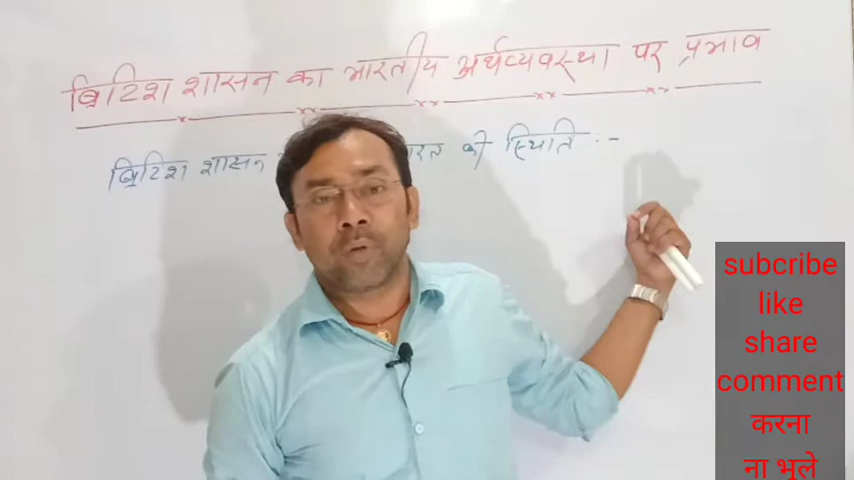 ब्रिटिश शासन का भारतीय अर्थव्यवस्था पर प्रभाव
ब्रिटिश शासन की स्थिति :-
subcribe
like
share
comment
करना
ना भूले